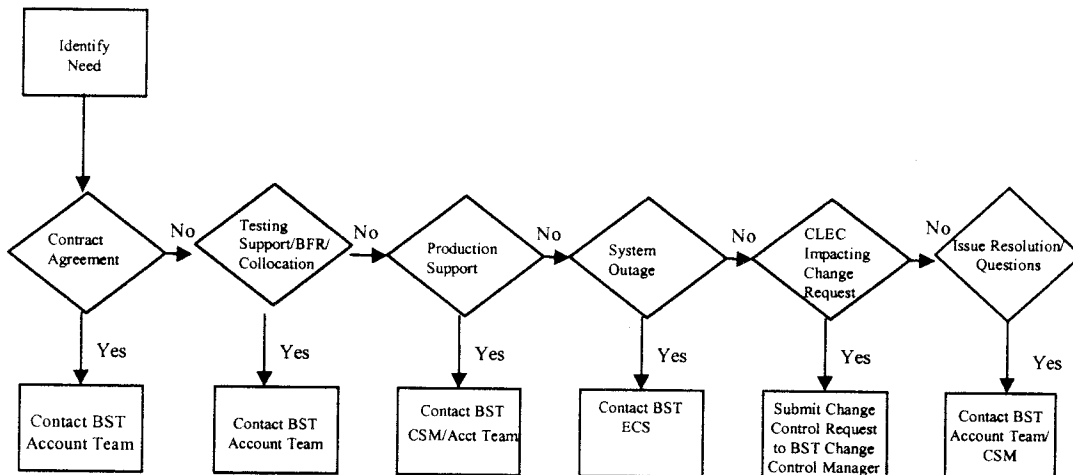 Identify
Need
Contract
Agreement
No
Testing
Support/BFR/
Collocation
No
Production
Support
No
System
Outage
No
CLEC
Impacting
Change
Request
No
Issue Resolution/
Questions
Yes
Yes
Yes
Yes
Yes
Yes
Contact BST
Account Team
Contact BST
Account Team
Contact BST
CSM/Acct Team
Contact BST
ECS
Submit Change
Control Request
to BST Change
Control Manager
Contact BST
Account Team/
CSM